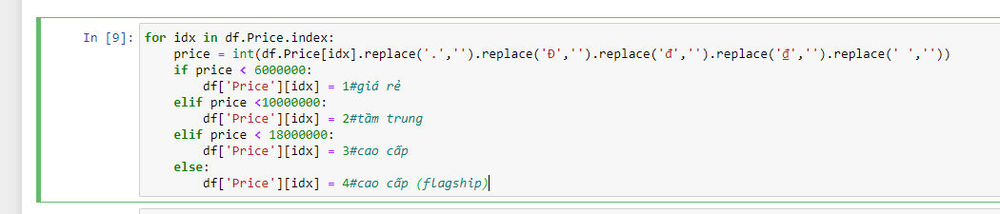 In [9]: for idx in df.Price.index:
    price = int(df.Price[idx].replace('.','').replace('Đ','').replace('đ','').replace('₫','').replace(' ',''))
    if price < 6000000:
        df['Price'][idx] = 1#giá rẻ
    elif price <10000000:
        df['Price'][idx] = 2#tầm trung
    elif price < 18000000:
        df['Price'][idx] = 3#cao cấp
    else:
        df['Price'][idx] = 4#cao cấp (flagship)